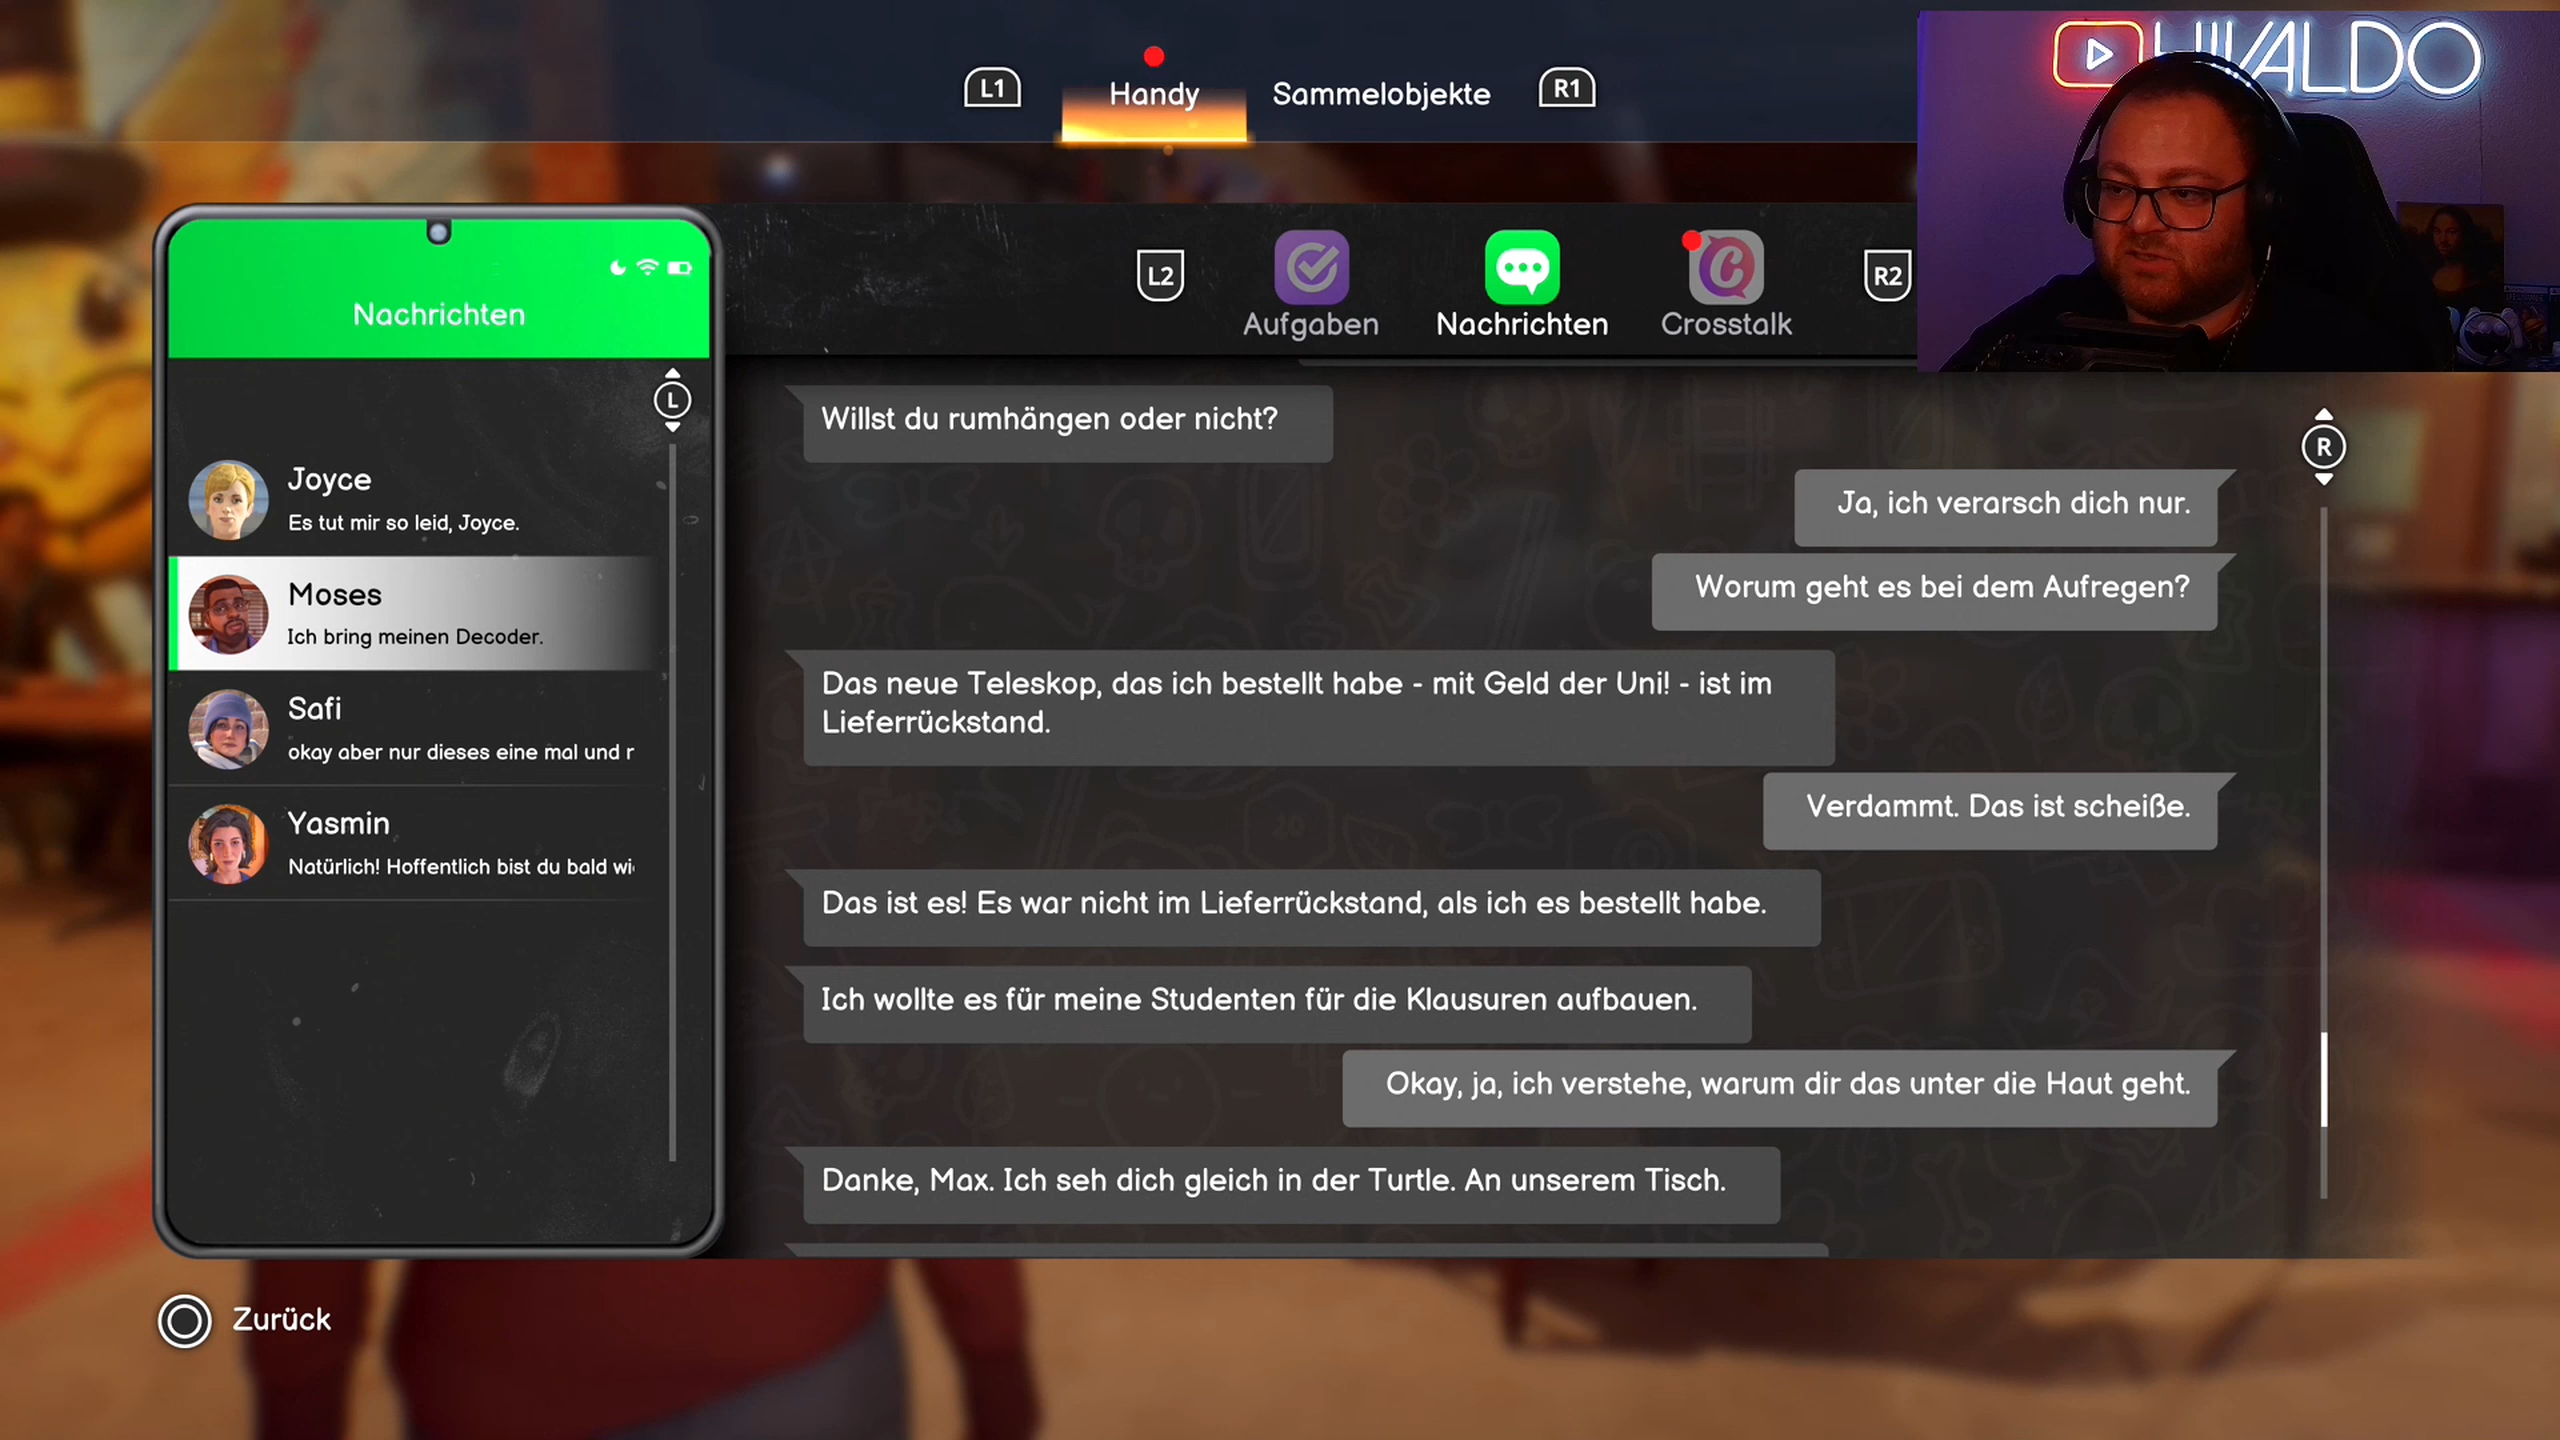 L1
Handy
Sammelobjekte
R1
Nachrichten
L2
Aufgaben
Nachrichten
Crosstalk
R2
L
Joyce
Es tut mir so leid, Joyce.
Moses
Ich bring meinen Decoder.
Safi
okay aber nur dieses eine mal und r
Yasmin
Natürlich! Hoffentlich bist du bald wi
Willst du rumhängen oder nicht?
R
Ja, ich verarsch dich nur.
Worum geht es bei dem Aufregen?
Das neue Teleskop, das ich bestellt habe - mit Geld der Uni! - ist im
Lieferrückstand.
Verdammt. Das ist scheiße.
Das ist es! Es war nicht im Lieferrückstand, als ich es bestellt habe.
Ich wollte es für meine Studenten für die Klausuren aufbauen.
Okay, ja, ich verstehe, warum dir das unter die Haut geht.
Danke, Max. Ich seh dich gleich in der Turtle. An unserem Tisch.
Zurück